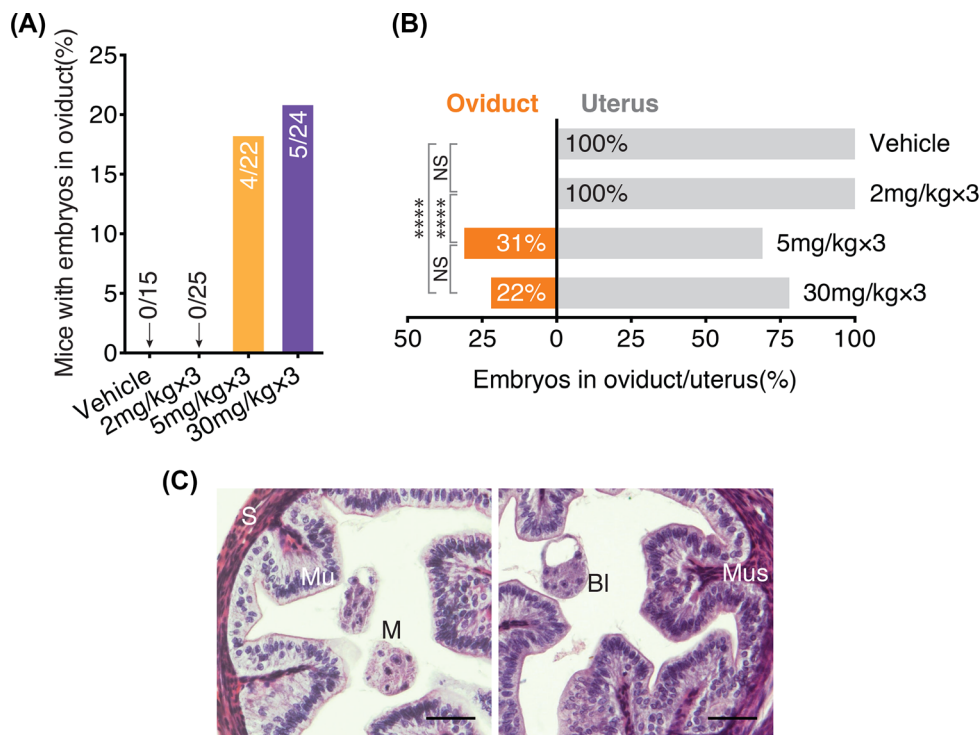 (A)
Mice with embryos in oviduct(%)
25
20
15
10
5
0
0/15
0/25
4/22
5/24
Vehicle
2mg/kg×3
5mg/kg×3
30mg/kg×3
(B)
Oviduct Uterus
100% Vehicle
100% 2mg/kg×3
31% 5mg/kg×3
22% 30mg/kg×3
NS
****
****
NS
50 25 0 25 50 75 100
Embryos in oviduct/uterus(%)
(C)
S
Mu
M
Bl
Mus